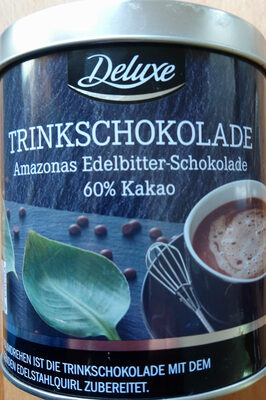 Deluxe
TRINKSCHOKOLADE
Amazonas Edelbitter-Schokolade
60% Kakao
IST DIE TRINKSCHOKOLADE MIT DEM
EDELSTAHLQUIRL ZUBEREITET.